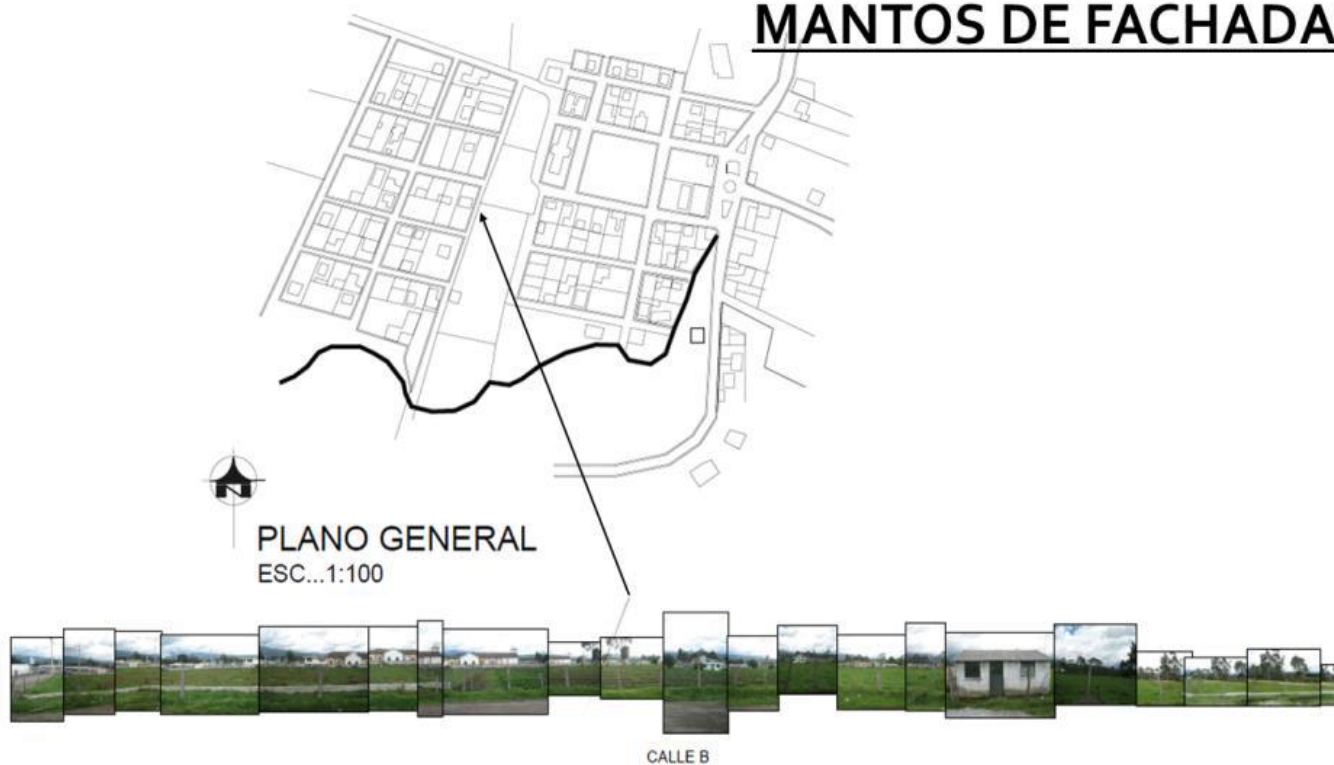 MANTOS DE FACHADA
N
PLANO GENERAL
ESC...1:100
CALLE B